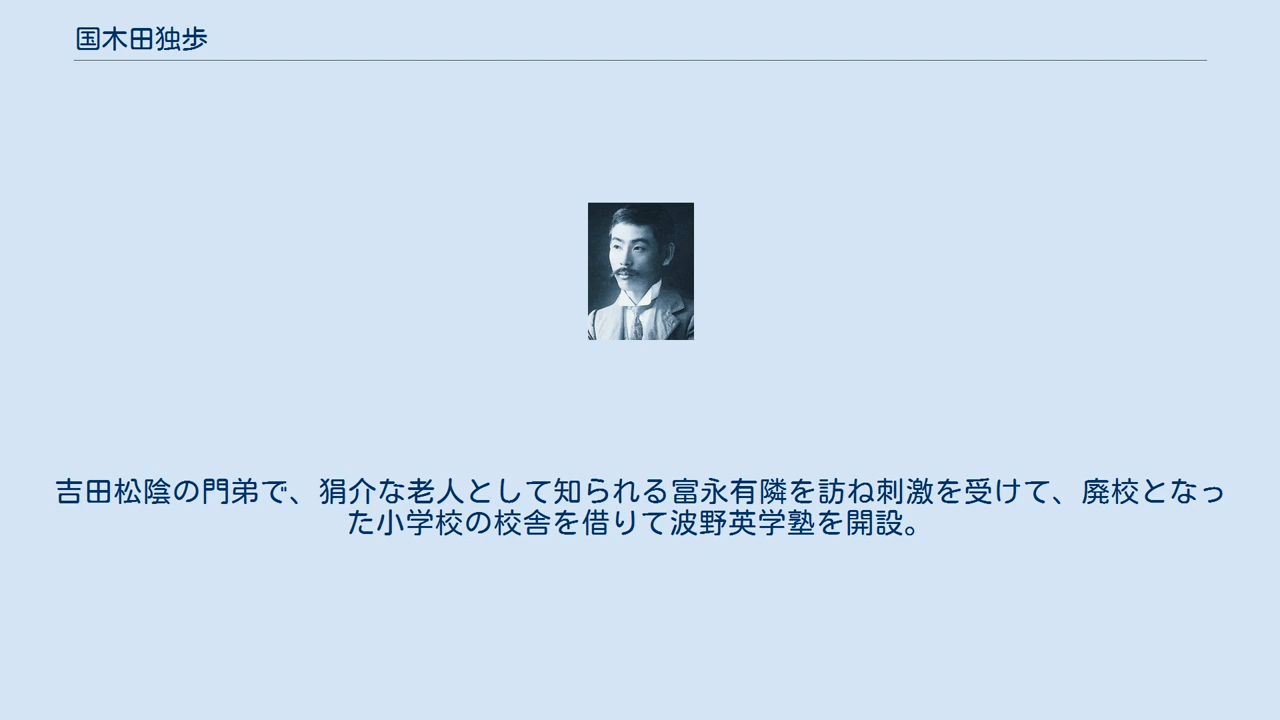 国木田独歩
吉田松陰の門弟で、狷介な老人として知られる富永有隣を訪ね刺激を受けて、廃校となっ
た小学校の校舎を借りて波野英学塾を開設。